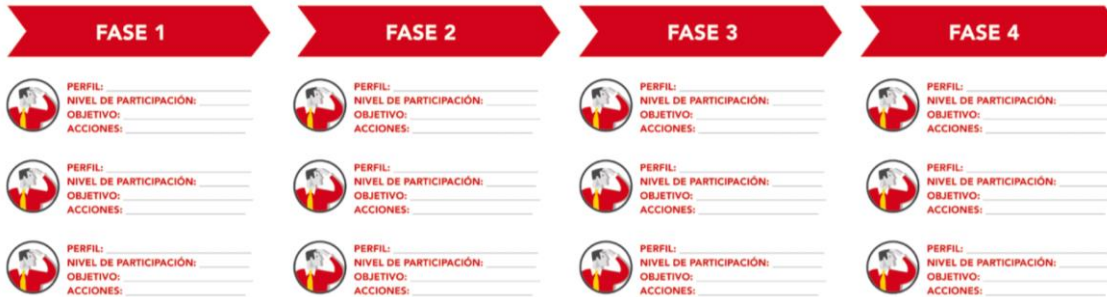 FASE 1
FASE 2
FASE 3
FASE 4
PERFIL:
NIVEL DE PARTICIPACIÓN:
OBJETIVO:
ACCIONES:
PERFIL:
NIVEL DE PARTICIPACIÓN:
OBJETIVO:
ACCIONES:
PERFIL:
NIVEL DE PARTICIPACIÓN:
OBJETIVO:
ACCIONES:
PERFIL:
NIVEL DE PARTICIPACIÓN:
OBJETIVO:
ACCIONES:
PERFIL:
NIVEL DE PARTICIPACIÓN:
OBJETIVO:
ACCIONES:
PERFIL:
NIVEL DE PARTICIPACIÓN:
OBJETIVO:
ACCIONES:
PERFIL:
NIVEL DE PARTICIPACIÓN:
OBJETIVO:
ACCIONES:
PERFIL:
NIVEL DE PARTICIPACIÓN:
OBJETIVO:
ACCIONES:
PERFIL:
NIVEL DE PARTICIPACIÓN:
OBJETIVO:
ACCIONES:
PERFIL:
NIVEL DE PARTICIPACIÓN:
OBJETIVO:
ACCIONES:
PERFIL:
NIVEL DE PARTICIPACIÓN:
OBJETIVO:
ACCIONES:
PERFIL:
NIVEL DE PARTICIPACIÓN:
OBJETIVO:
ACCIONES: